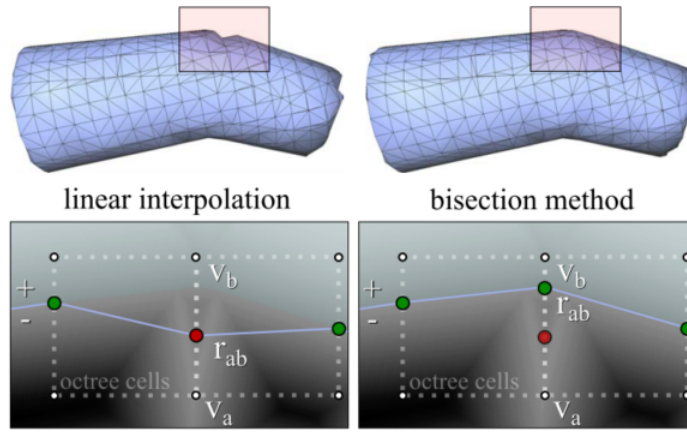 linear interpolation
bisection method
+
-
v_b
r_ab
octree cells
v_a
+
-
v_b
r_ab
octree cells
v_a